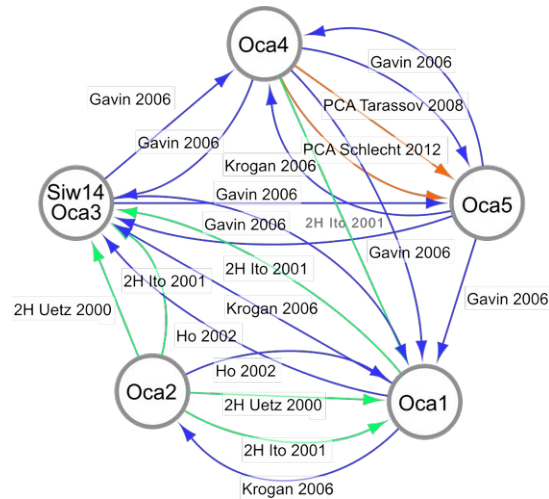 Oca4
Gavin 2006
Gavin 2006
PCA Tarassov 2008
Gavin 2006
PCA Schlecht 2012
Krogan 2006
Siw14
Oca3
Gavin 2006
Oca5
Gavin 2006
2H Ito 2001
Gavin 2006
2H Ito 2001
2H Ito 2001
Gavin 2006
2H Uetz 2000
Krogan 2006
Ho 2002
Ho 2002
Oca2
2H Uetz 2000
Oca1
2H Ito 2001
Krogan 2006